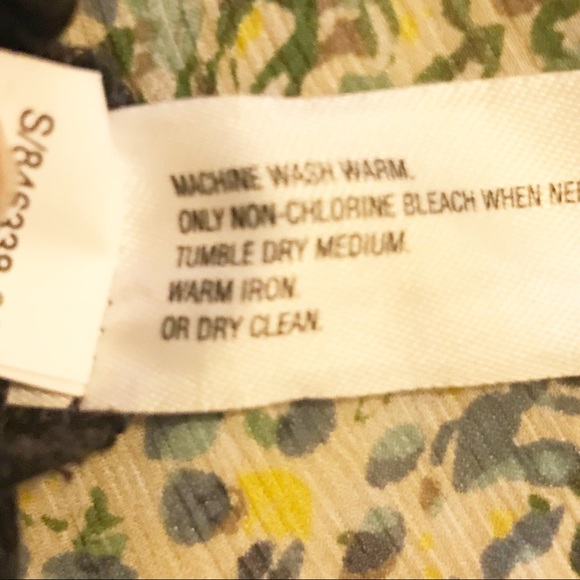 MACHINE WASH WARM.
ONLY NON-CHLORINE BLEACH WHEN
TUMBLE DRY MEDIUM.
WARM IRON.
OR DRY CLEAN.